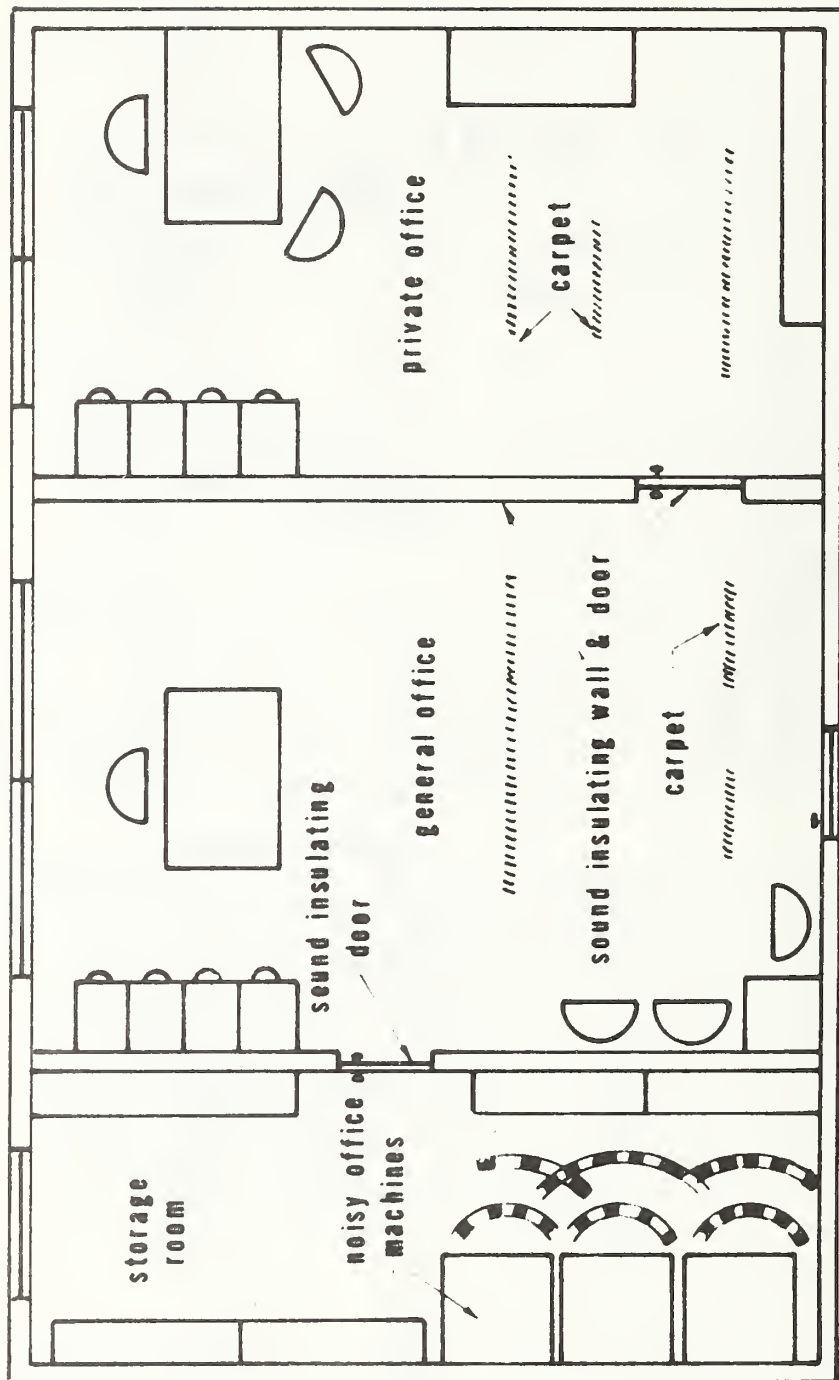 storage
room
noisy office
machines
sound insulating
door
general office
private office
carpet
sound insulating wall & door
carpet